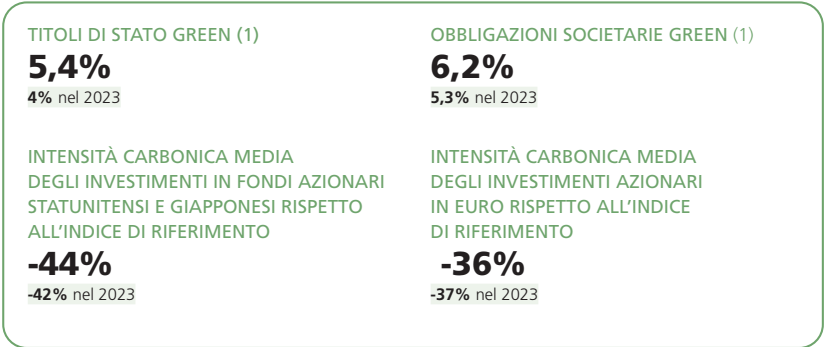 TITOLI DI STATO GREEN (1)
5,4%
4% nel 2023
OBBLIGAZIONI SOCIETARIE GREEN (1)
6,2%
5,3% nel 2023
INTENSITÀ CARBONICA MEDIA
DEGLI INVESTIMENTI IN FONDI AZIONARI
STATUNITENSI E GIAPPONESI RISPETTO
ALL'INDICE DI RIFERIMENTO
-44%
-42% nel 2023
INTENSITÀ CARBONICA MEDIA
DEGLI INVESTIMENTI AZIONARI
IN EURO RISPETTO ALL'INDICE
DI RIFERIMENTO
-36%
-37% nel 2023